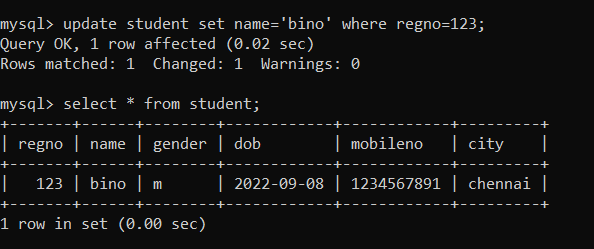 mysql> update student set name='bino' where regno=123;
Query OK, 1 row affected (0.02 sec)
Rows matched: 1  Changed: 1  Warnings: 0
mysql> select * from student;
+-------+------+--------+------------+------------+---------+
| regno | name | gender | dob        | mobileno   | city    |
+-------+------+--------+------------+------------+---------+
|   123 | bino | m      | 2022-09-08 | 1234567891 | chennai |
+-------+------+--------+------------+------------+---------+
1 row in set (0.00 sec)